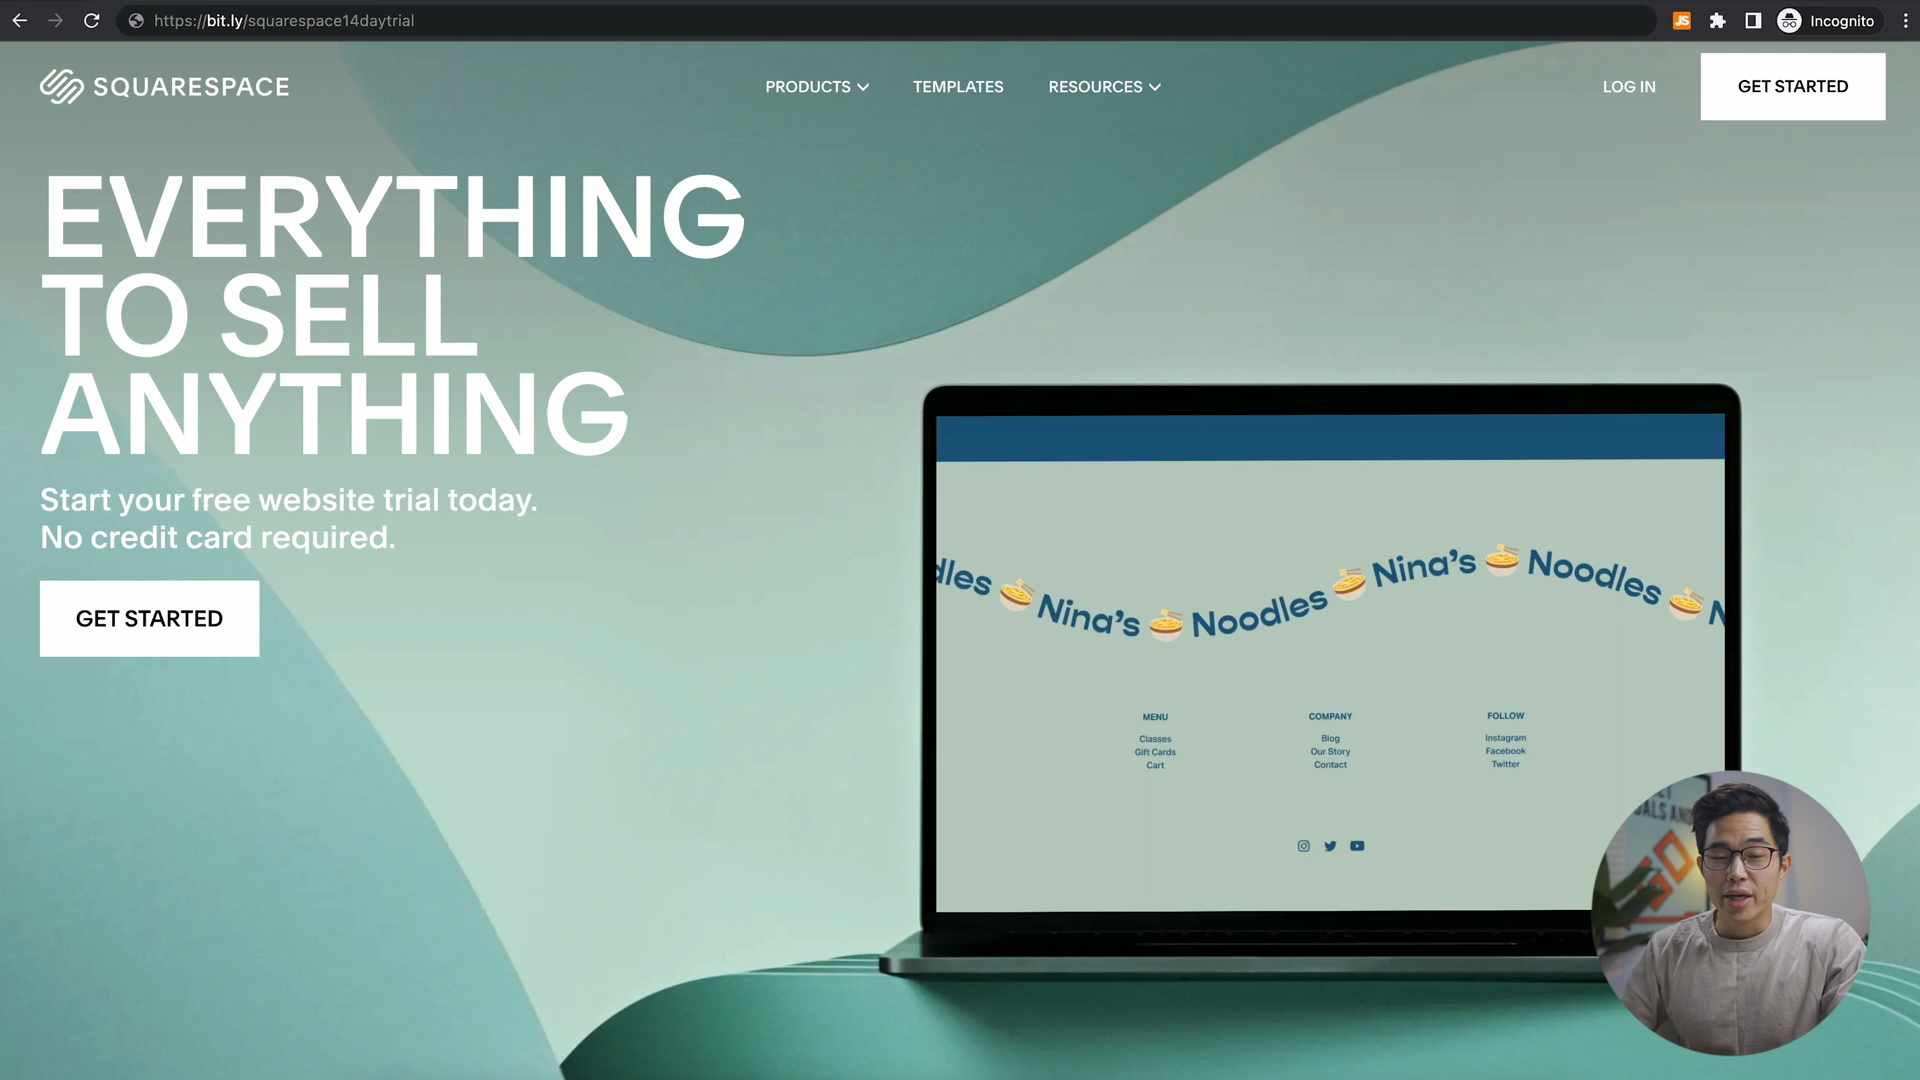 https://bit.ly/squarespace14daytrial
JS
Incognito
SQUARESPACE
PRODUCTS
TEMPLATES
RESOURCES
LOG IN
GET STARTED
EVERYTHING
TO SELL
ANYTHING
Start your free website trial today.
No credit card required.
GET STARTED
dles Nina's Noodles Nina's Noodles N
MENU
Classes
Gift Cards
Cart
COMPANY
Blog
Our Story
Contact
FOLLOW
Instagram
Facebook
Twitter